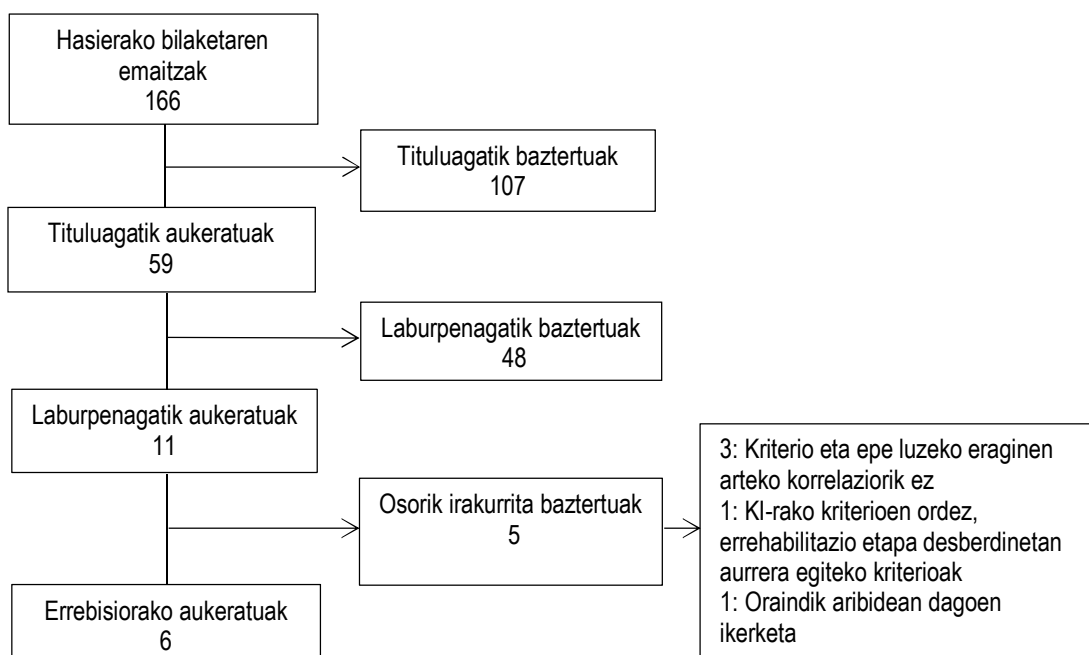 Hasierako bilaketaren
emaitzak
166
Tituluagatik baztertuak
107
Tituluagatik aukeratuak
59
Laburpenagatik baztertuak
48
Laburpenagatik aukeratuak
11
Osorik irakurrita baztertuak
5
3: Kriterio eta epe luzeko eraginen
arteko korrelaziorik ez
1: KI-rako kriterioen ordez,
errehabilitazio etapa desberdinetan
aurrera egiteko kriterioak
1: Oraindik aribidean dagoen
ikerketa
Errebisiorako aukeratuak
6